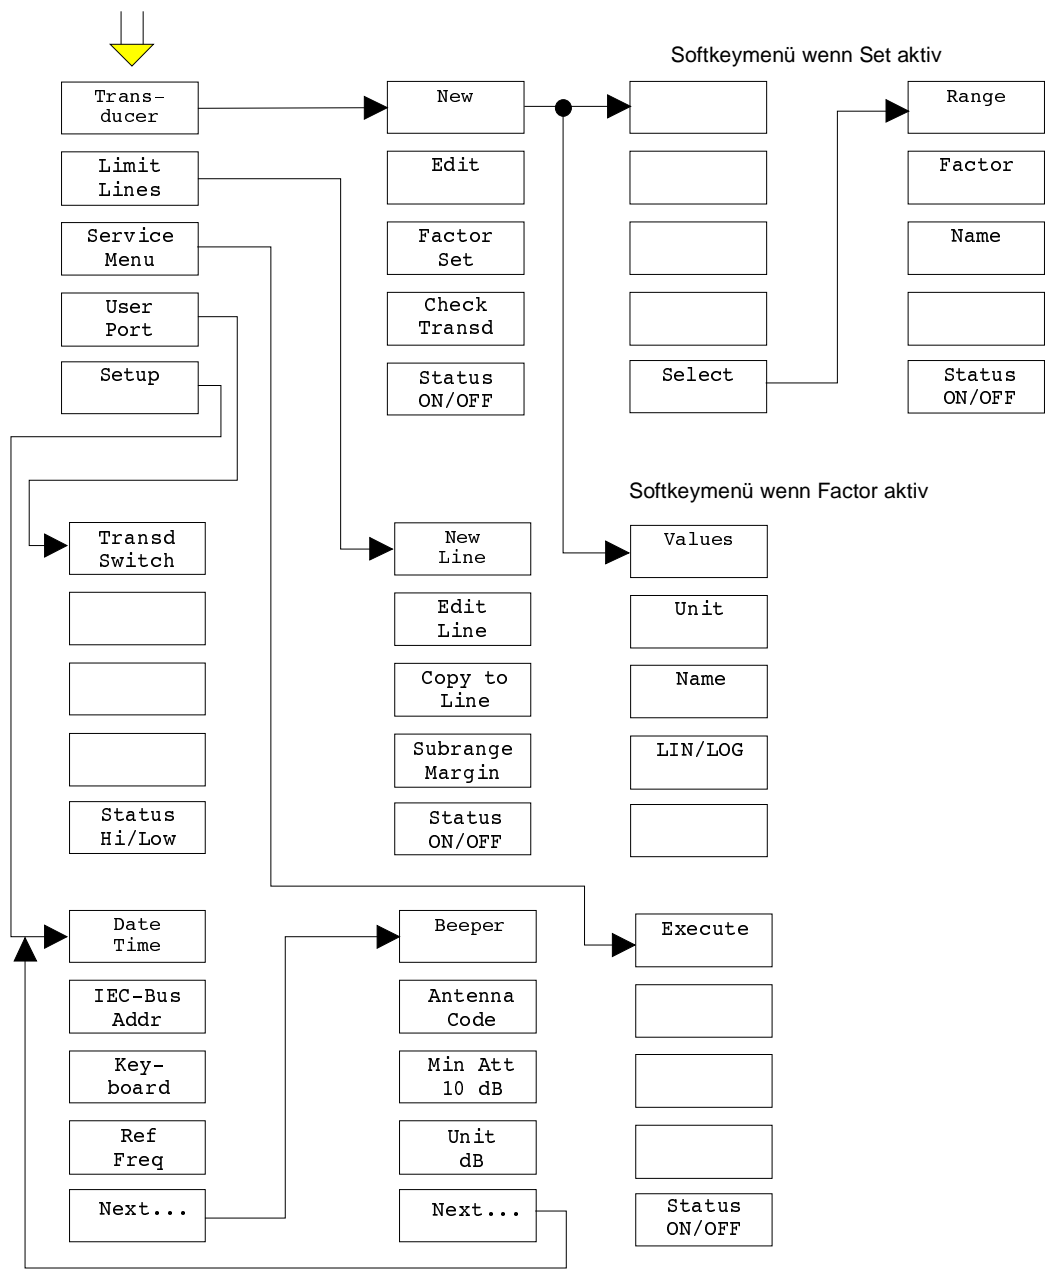 Softkeymenü wenn Set aktiv
Trans-
ducer
Limit
Lines
Service
Menu
User
Port
Setup
New
Edit
Factor
Set
Check
Transd
Status
ON/OFF
Select
Range
Factor
Name
Status
ON/OFF
Softkeymenü wenn Factor aktiv
Transd
Switch
Status
Hi/Low
New
Line
Edit
Line
Copy to
Line
Subrange
Margin
Status
ON/OFF
Values
Unit
Name
LIN/LOG
Date
Time
IEC-Bus
Addr
Key-
board
Ref
Freq
Next...
Beeper
Antenna
Code
Min Att
10 dB
Unit
dB
Next...
Execute
Status
ON/OFF